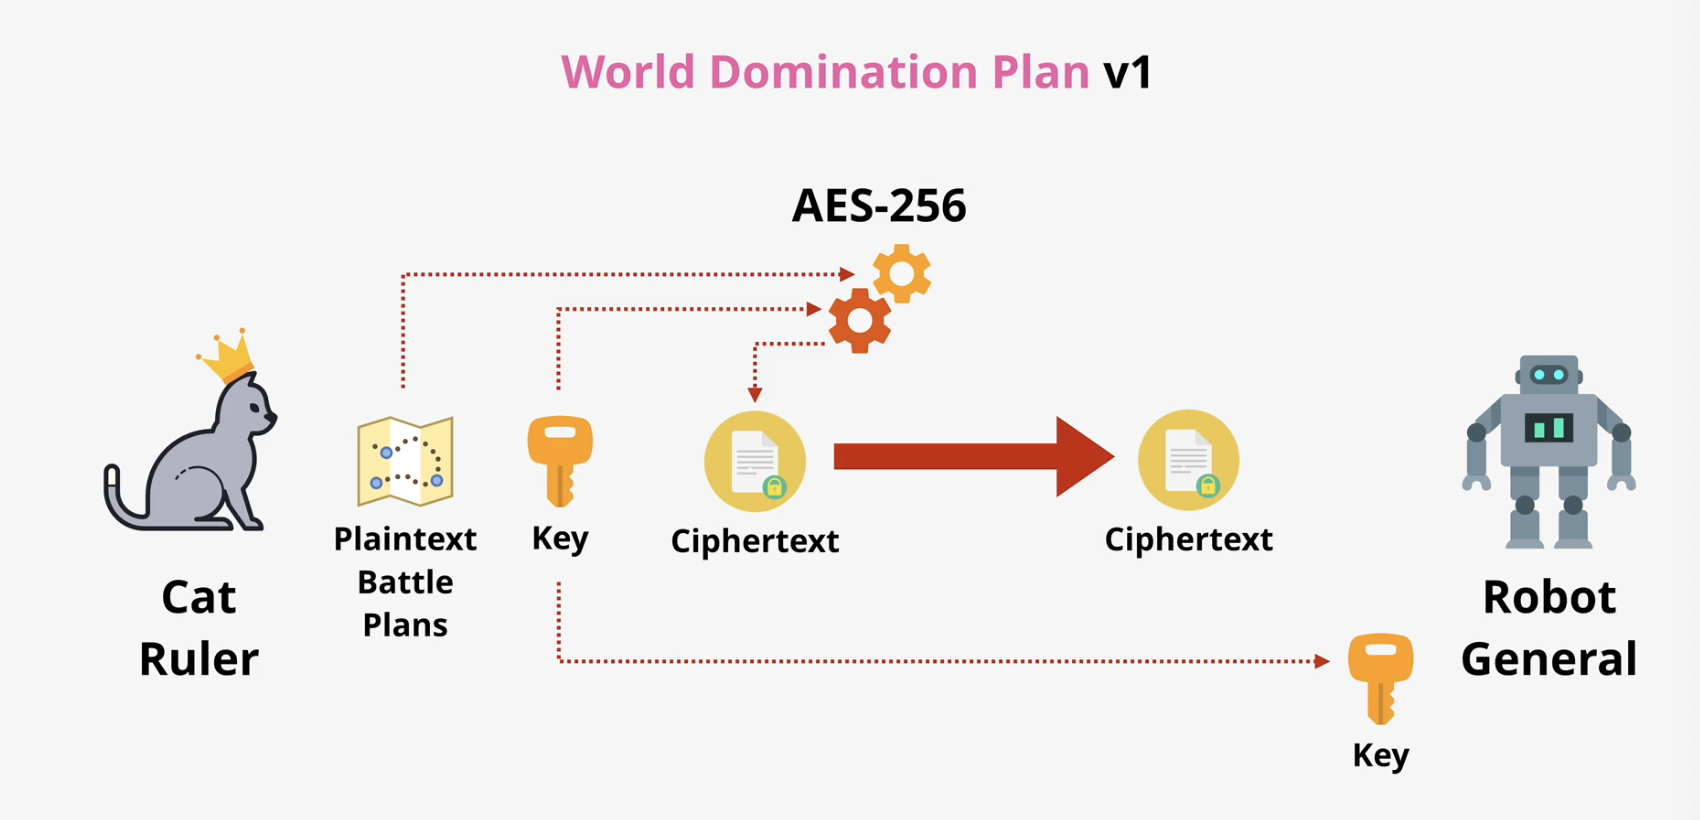 World Domination Plan v1
AES-256
Plaintext
Battle
Plans
Key
Ciphertext
Ciphertext
Cat
Ruler
Robot
General
Key